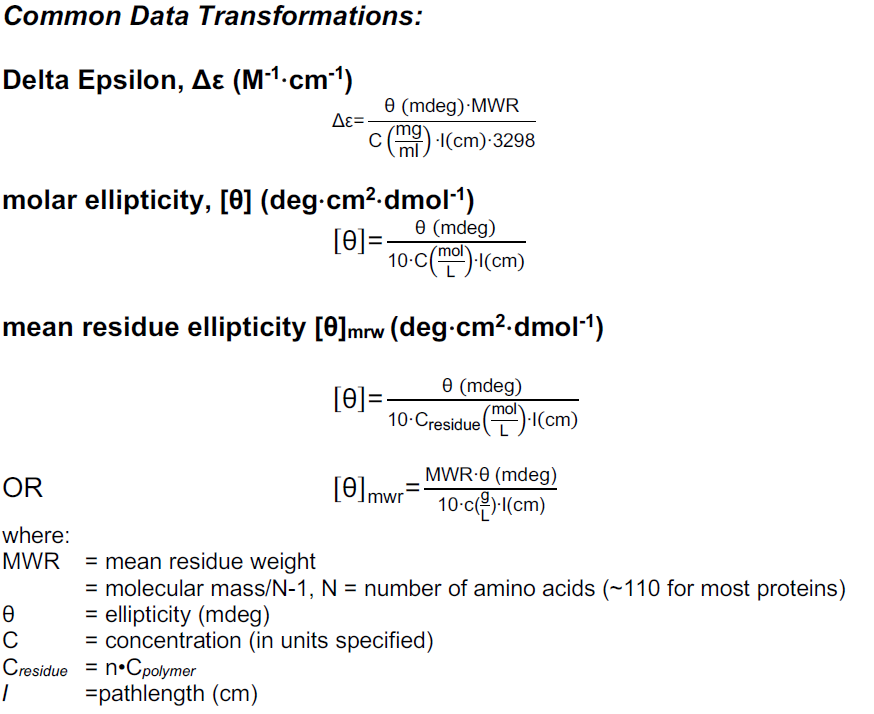 Common Data Transformations:
Delta Epsilon, Δε (M⁻¹·cm⁻¹)
Δε= θ (mdeg)·MWR / C (mg/ml) ·l(cm)·3298
molar ellipticity, [θ] (deg·cm²·dmol⁻¹)
[θ]= θ (mdeg) / 10·C(mol/L)·l(cm)
mean residue ellipticity [θ]mrw (deg·cm²·dmol⁻¹)
[θ]= θ (mdeg) / 10·Cresidue(mol/L)·l(cm)
OR [θ]mwr= MWR·θ (mdeg) / 10·c(g/L)·l(cm)
where:
MWR = mean residue weight
= molecular mass/N-1, N = number of amino acids (~110 for most proteins)
θ = ellipticity (mdeg)
C = concentration (in units specified)
Cresidue = n•Cpolymer
l =pathlength (cm)